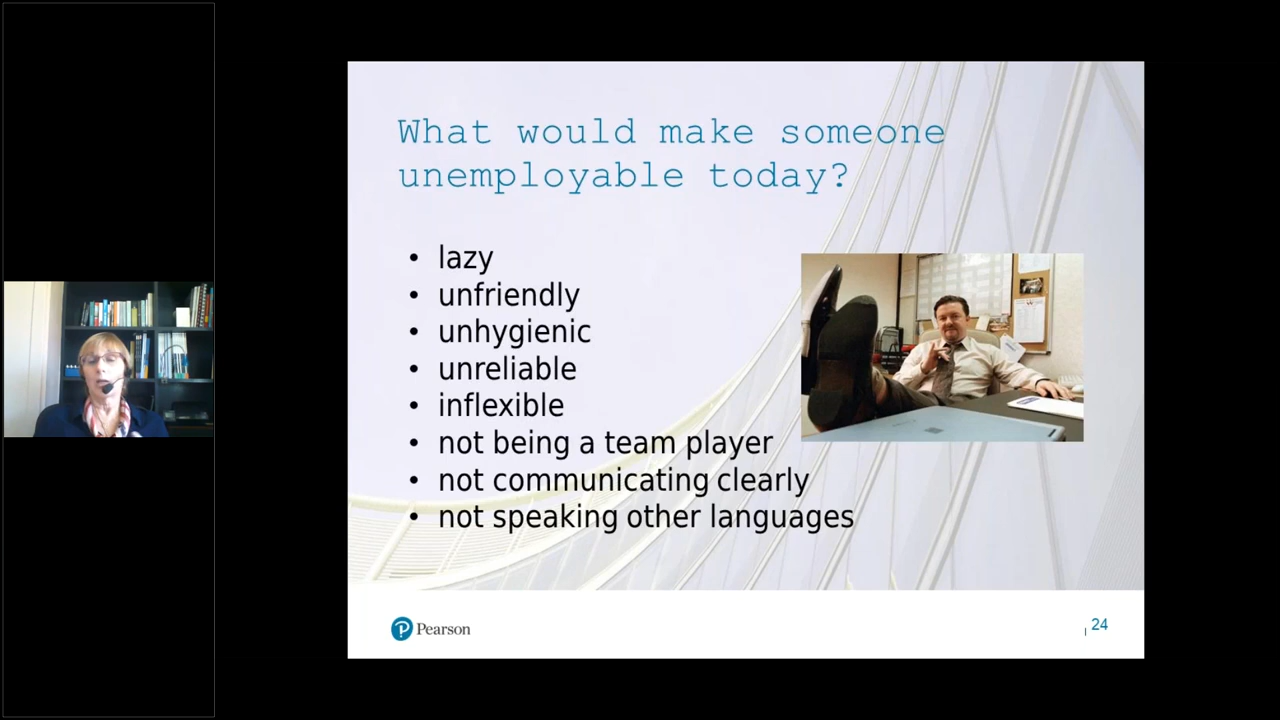 What would make someone
unemployable today?
• lazy
• unfriendly
• unhygienic
• unreliable
• inflexible
• not being a team player
• not communicating clearly
• not speaking other languages
Pearson
24